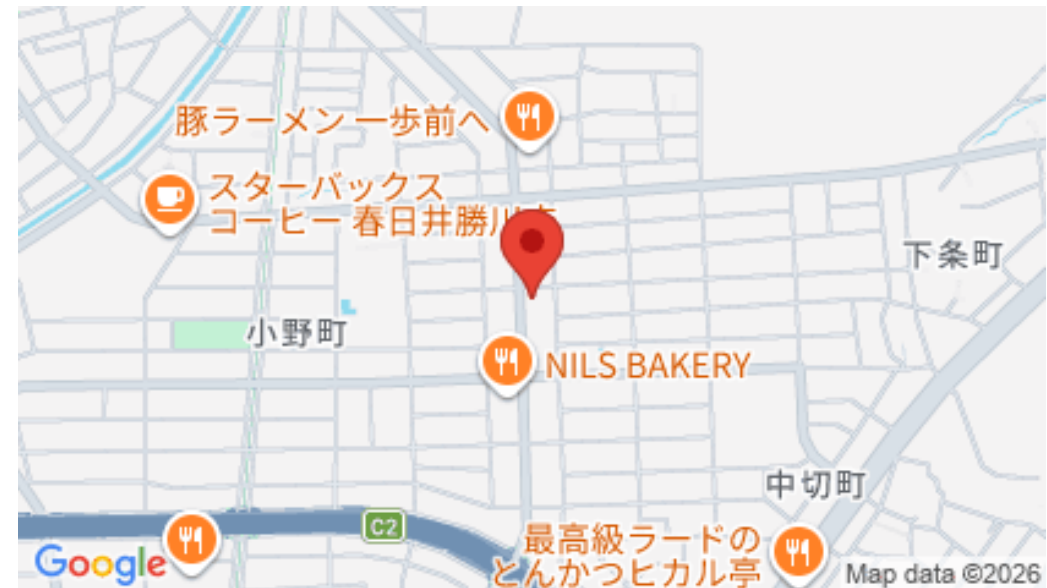 豚ラーメン 一歩前へ
スターバックス
コーヒー 春日井勝川
下条町
小野町
NILS BAKERY
中切町
C2
最高級ラードの
とんかつヒカル亭
Google
Map data ©2026